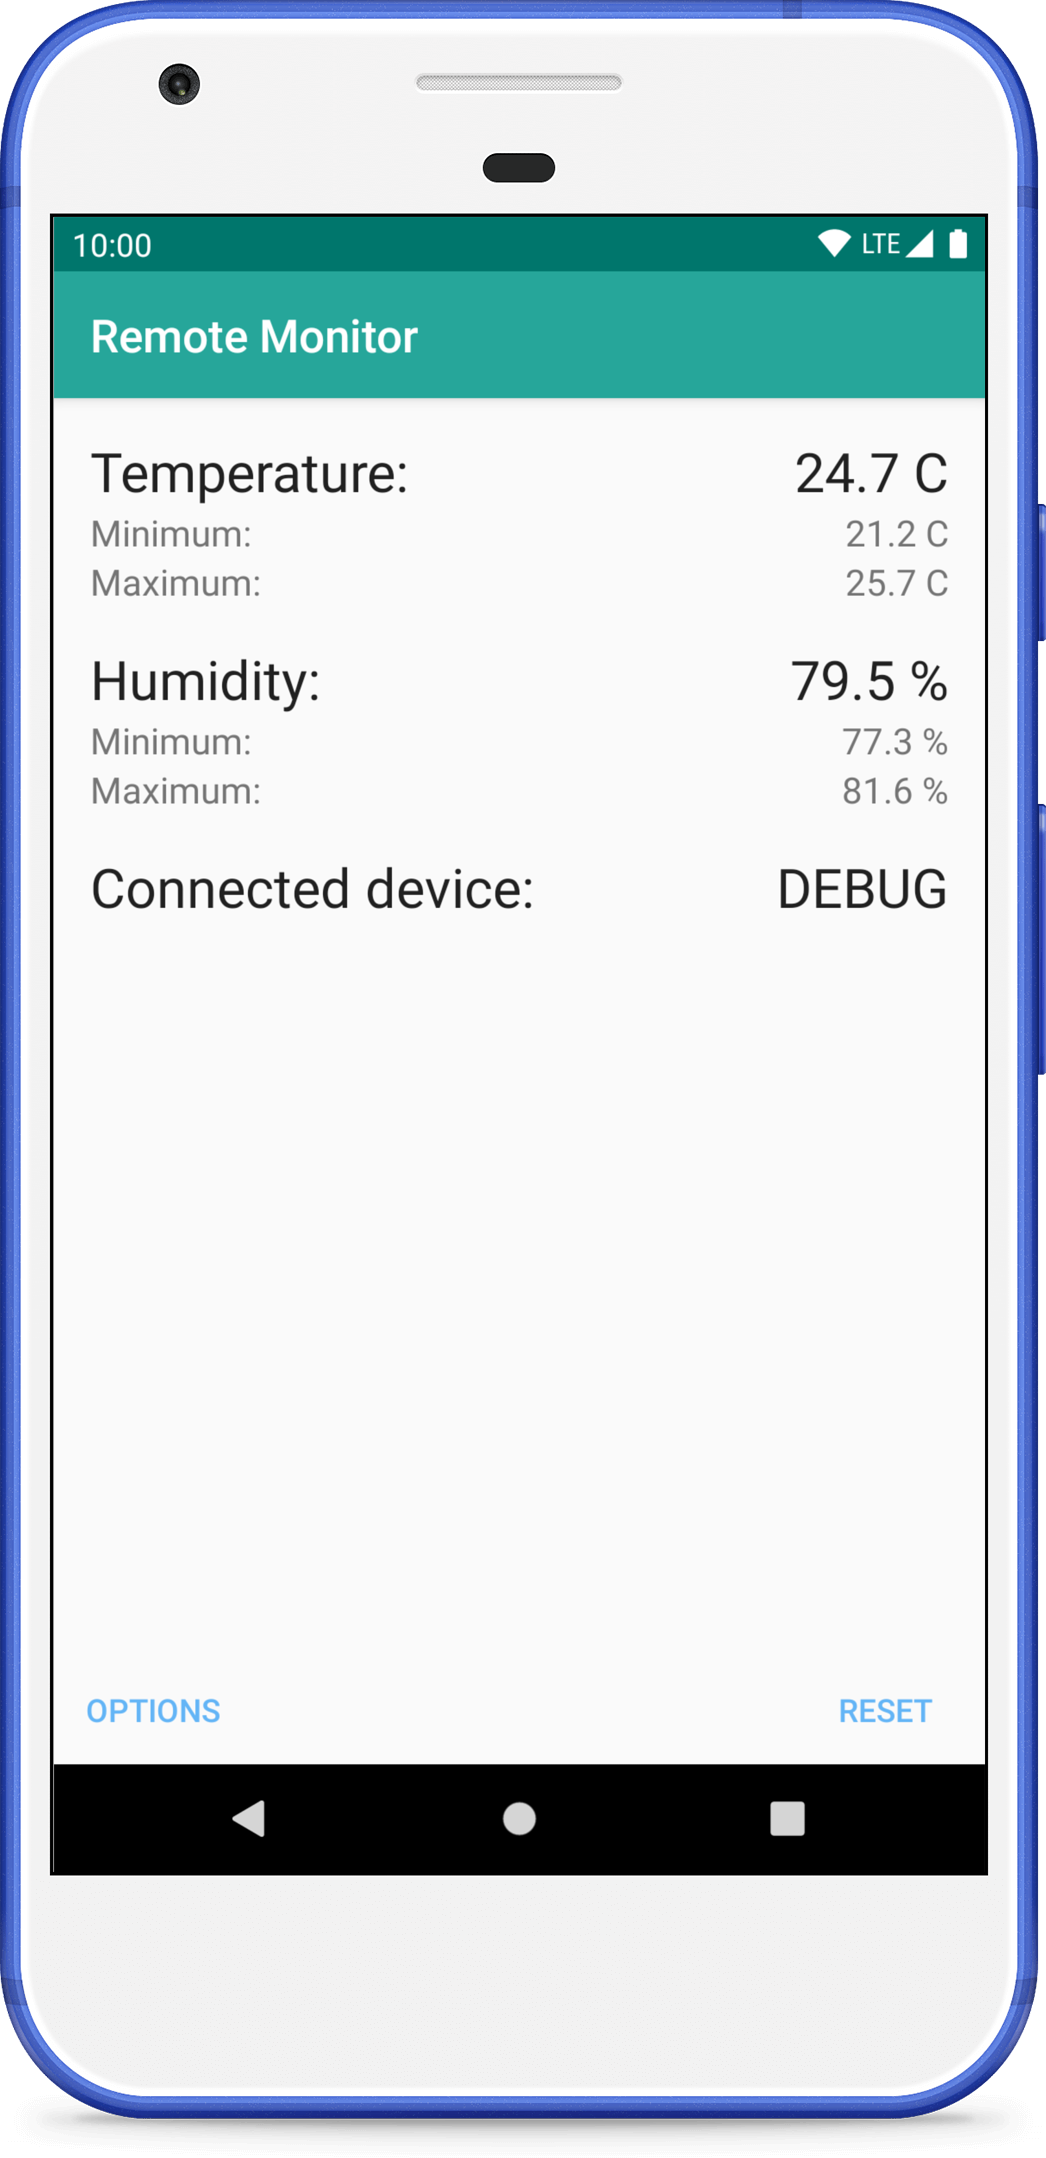 10:00 LTE
Remote Monitor
Temperature: 24.7 C
Minimum: 21.2 C
Maximum: 25.7 C
Humidity: 79.5 %
Minimum: 77.3 %
Maximum: 81.6 %
Connected device: DEBUG
OPTIONS RESET